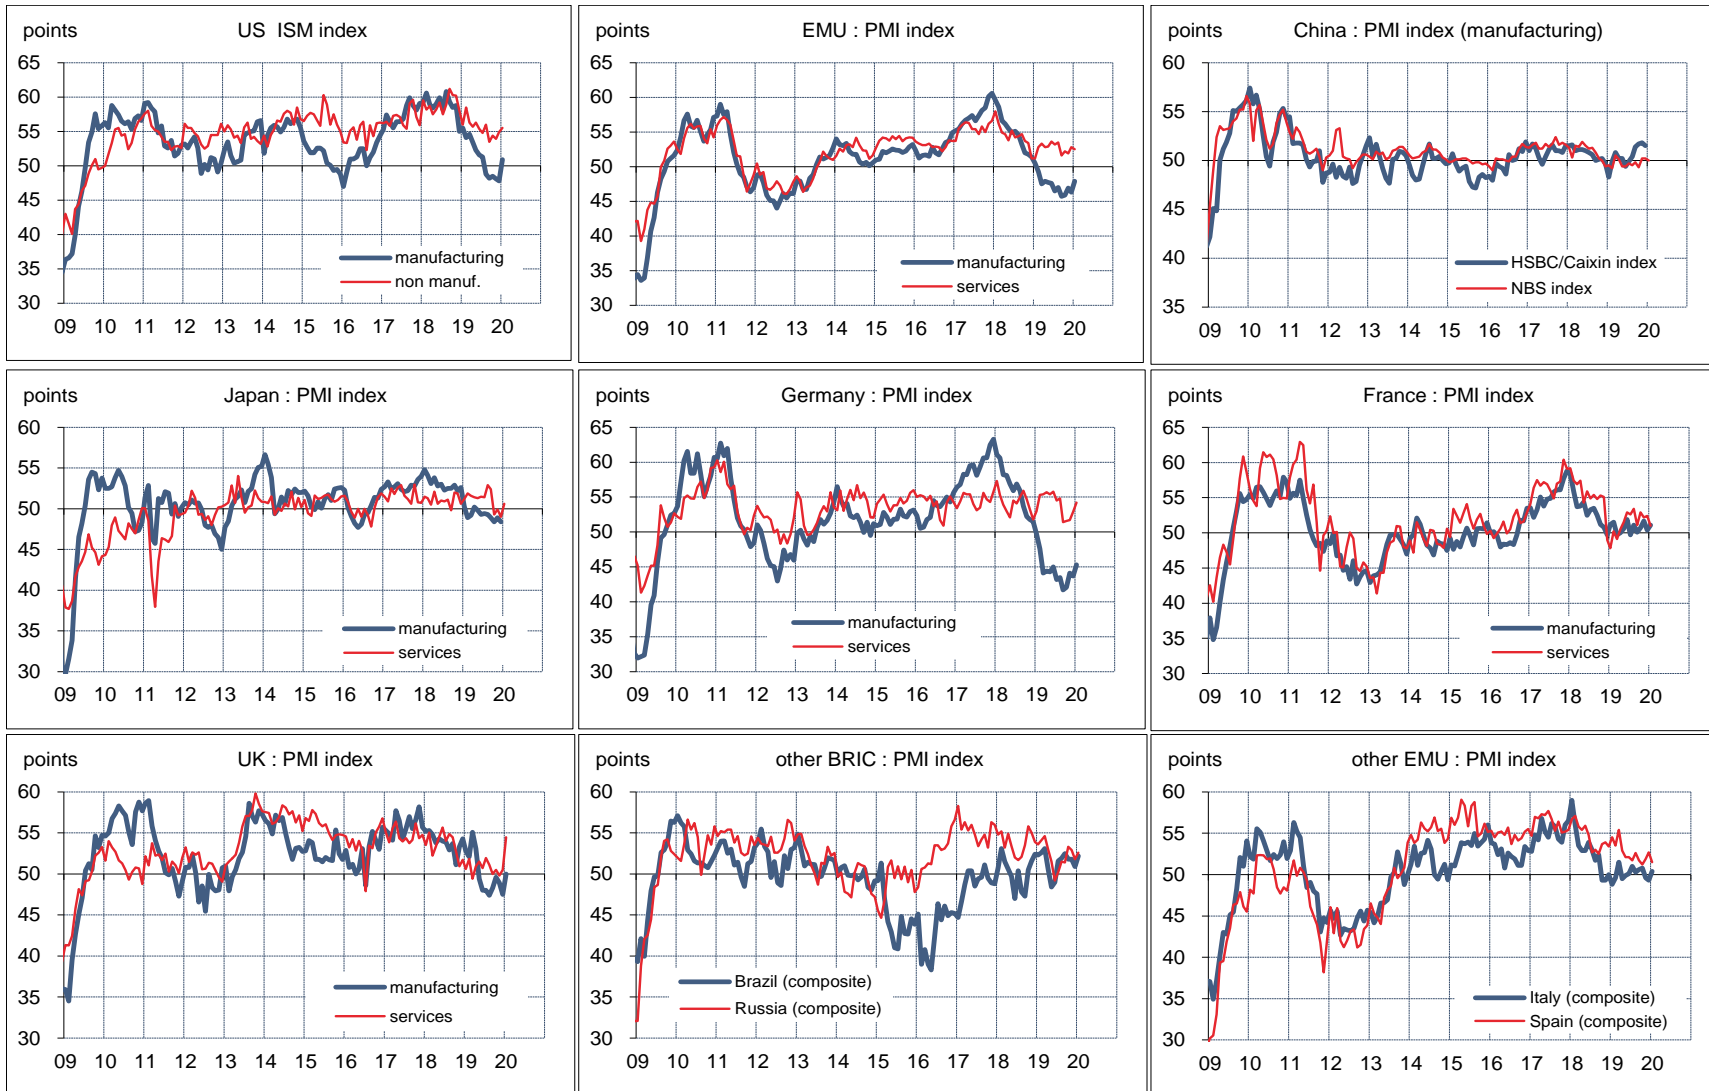 US  ISM index
points
65
60
55
50
45
40
35
30
manufacturing
non manuf.
09 10 11 12 13 14 15 16 17 18 19 20
EMU : PMI index
points
65
60
55
50
45
40
35
30
manufacturing
services
09 10 11 12 13 14 15 16 17 18 19 20
China : PMI index (manufacturing)
points
60
55
50
45
40
35
HSBC/Caixin index
NBS index
09 10 11 12 13 14 15 16 17 18 19 20
Japan : PMI index
points
60
55
50
45
40
35
30
manufacturing
services
09 10 11 12 13 14 15 16 17 18 19 20
Germany : PMI index
points
65
60
55
50
45
40
35
30
manufacturing
services
09 10 11 12 13 14 15 16 17 18 19 20
France : PMI index
points
65
60
55
50
45
40
35
30
manufacturing
services
09 10 11 12 13 14 15 16 17 18 19 20
UK : PMI index
points
60
55
50
45
40
35
30
manufacturing
services
09 10 11 12 13 14 15 16 17 18 19 20
other BRIC : PMI index
points
60
55
50
45
40
35
30
Brazil (composite)
Russia (composite)
09 10 11 12 13 14 15 16 17 18 19 20
other EMU : PMI index
points
60
55
50
45
40
35
30
Italy (composite)
Spain (composite)
09 10 11 12 13 14 15 16 17 18 19 20